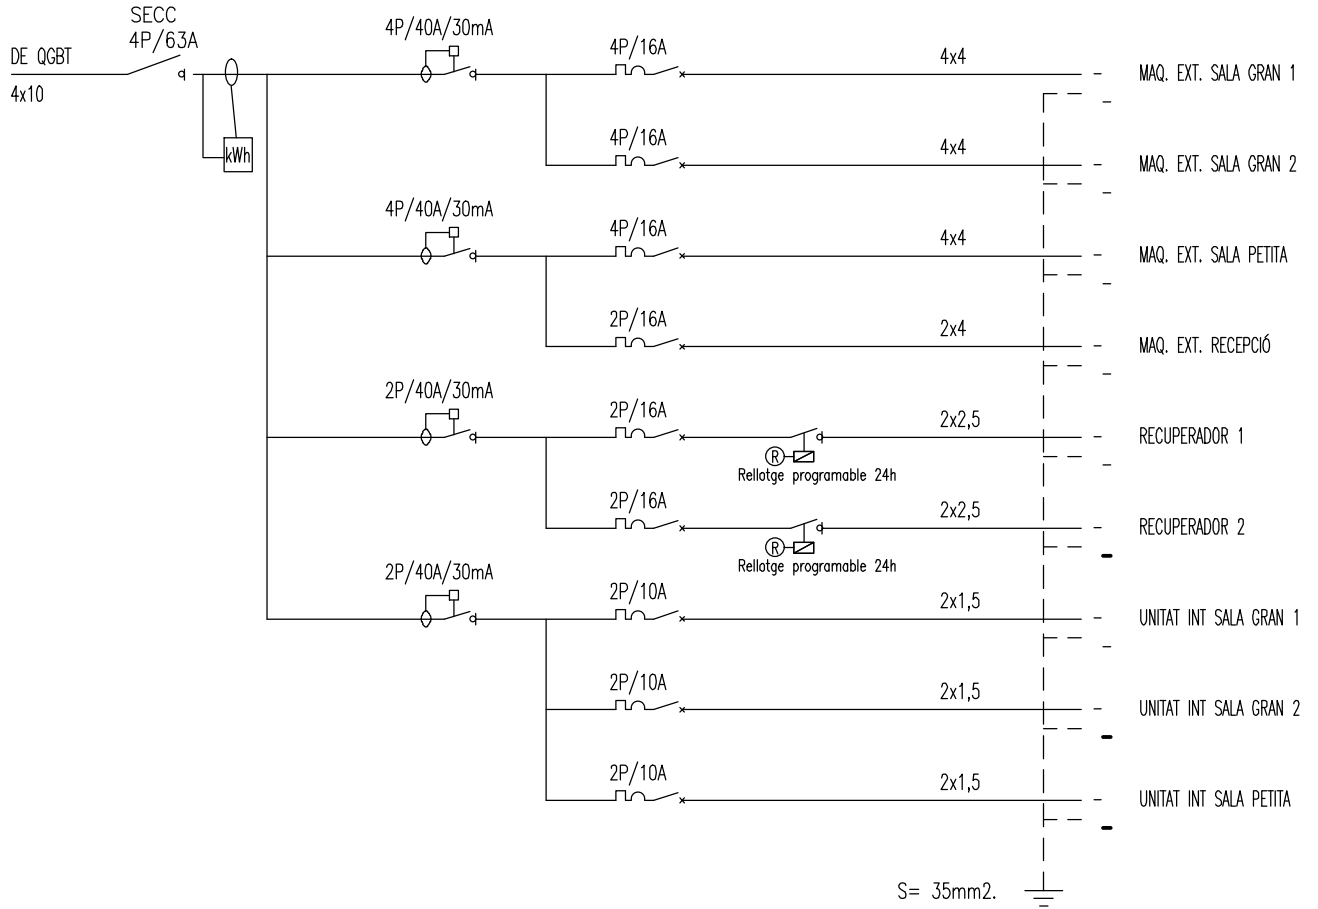 SECC
4P/63A
DE QGBT
4x10
kWh
4P/40A/30mA
4P/16A
4x4
MAQ. EXT. SALA GRAN 1
4P/16A
4x4
MAQ. EXT. SALA GRAN 2
4P/40A/30mA
4P/16A
4x4
MAQ. EXT. SALA PETITA
2P/16A
2x4
MAQ. EXT. RECEPCIÓ
2P/40A/30mA
2P/16A
2x2,5
RECUPERADOR 1
R
Rellotge programable 24h
2P/16A
2x2,5
RECUPERADOR 2
R
Rellotge programable 24h
2P/40A/30mA
2P/10A
2x1,5
UNITAT INT SALA GRAN 1
2P/10A
2x1,5
UNITAT INT SALA GRAN 2
2P/10A
2x1,5
UNITAT INT SALA PETITA
S= 35mm2.